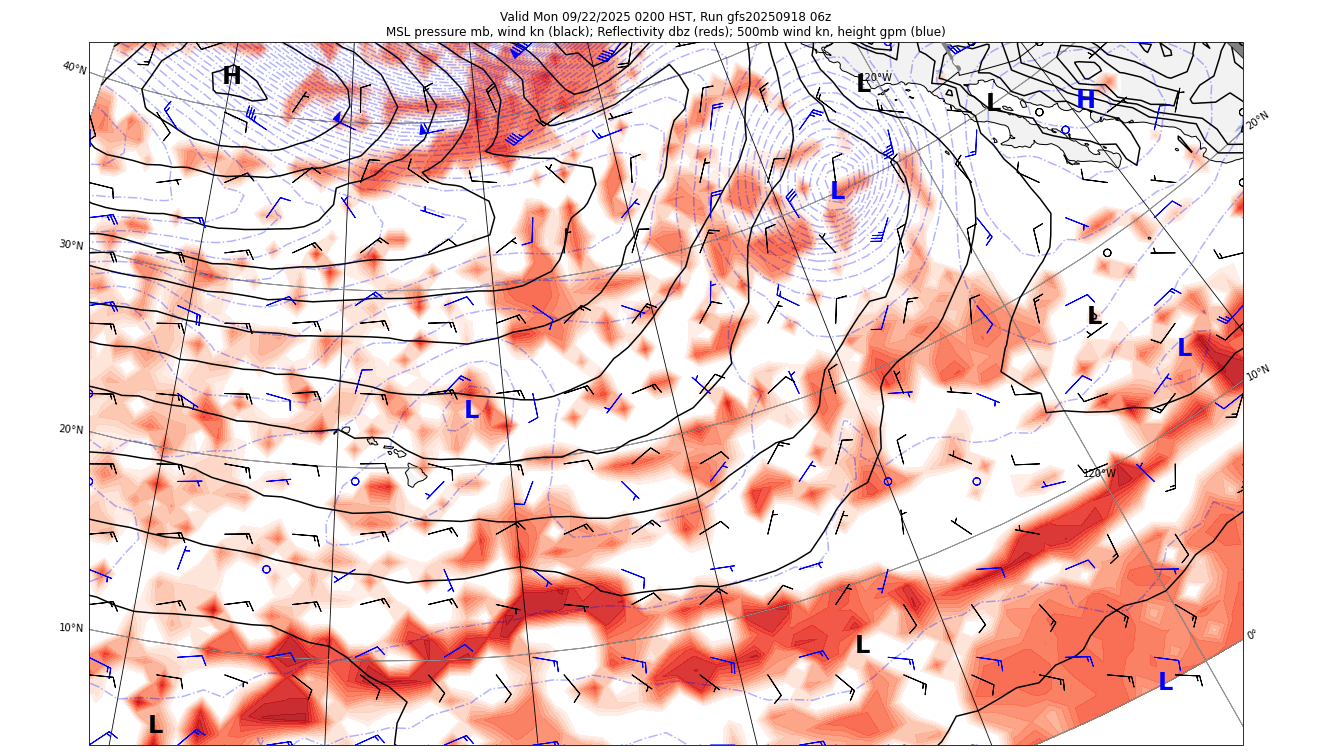 Valid Mon 09/22/2025 0200 HST, Run gfs20250918 06z
MSL pressure mb, wind kn (black); Reflectivity dbz (reds); 500mb wind kn, height gpm (blue)
40°N
H
L
120°W
L
H
20°N
L
30°N
L
L
10°N
L
20°N
120°W
10°N
0°
L
L
L